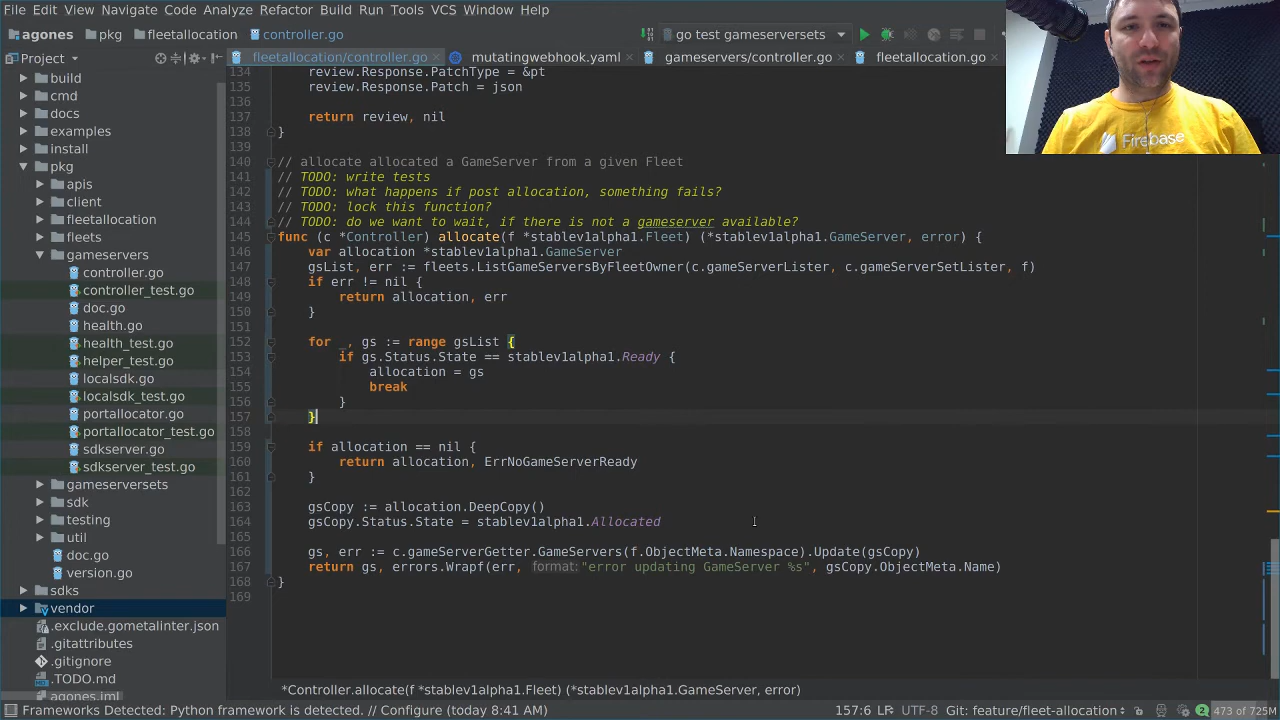 File Edit View Navigate Code Analyze Refactor Build Run Tools VCS Window Help
agones pkg fleetallocation controller.go
go test gameserversets
Project
fleetallocation/controller.go mutatingwebhook.yaml gameservers/controller.go fleetallocation.go
build
cmd
docs
examples
install
pkg
apis
client
fleetallocation
fleets
gameservers
controller.go
controller_test.go
doc.go
health.go
health_test.go
helper_test.go
localsdk.go
localsdk_test.go
portallocator.go
portallocator_test.go
sdkserver.go
sdkserver_test.go
gameserversets
sdk
testing
util
doc.go
version.go
sdks
vendor
.exclude.gometalinter.json
.gitattributes
.gitignore
.TODO.md
agones.iml
134 review.Response.PatchType = &pt
135 review.Response.Patch = json
136
137 return review, nil
138 }
139
140 // allocate allocated a GameServer from a given Fleet
141 // TODO: write tests
142 // TODO: what happens if post allocation, something fails?
143 // TODO: lock this function?
144 // TODO: do we want to wait, if there is not a gameserver available?
145 func (c *Controller) allocate(f *stablev1alpha1.Fleet) (*stablev1alpha1.GameServer, error) {
146 var allocation *stablev1alpha1.GameServer
147 gsList, err := fleets.ListGameServersByFleetOwner(c.gameServerLister, c.gameServerSetLister, f)
148 if err != nil {
149 return allocation, err
150 }
151
152 for _, gs := range gsList {
153 if gs.Status.State == stablev1alpha1.Ready {
154 allocation = gs
155 break
156 }
157 }
158
159 if allocation == nil {
160 return allocation, ErrNoGameServerReady
161 }
162
163 gsCopy := allocation.DeepCopy()
164 gsCopy.Status.State = stablev1alpha1.Allocated
165
166 gs, err := c.gameServerGetter.GameServers(f.ObjectMeta.Namespace).Update(gsCopy)
167 return gs, errors.Wrapf(err, format: "error updating GameServer %s", gsCopy.ObjectMeta.Name)
168 }
169
*Controller.allocate(f *stablev1alpha1.Fleet) (*stablev1alpha1.GameServer, error)
Frameworks Detected: Python framework is detected. // Configure (today 8:41 AM)
157:6 LF UTF-8 Git: feature/fleet-allocation 2 473 of 725M
Firebase